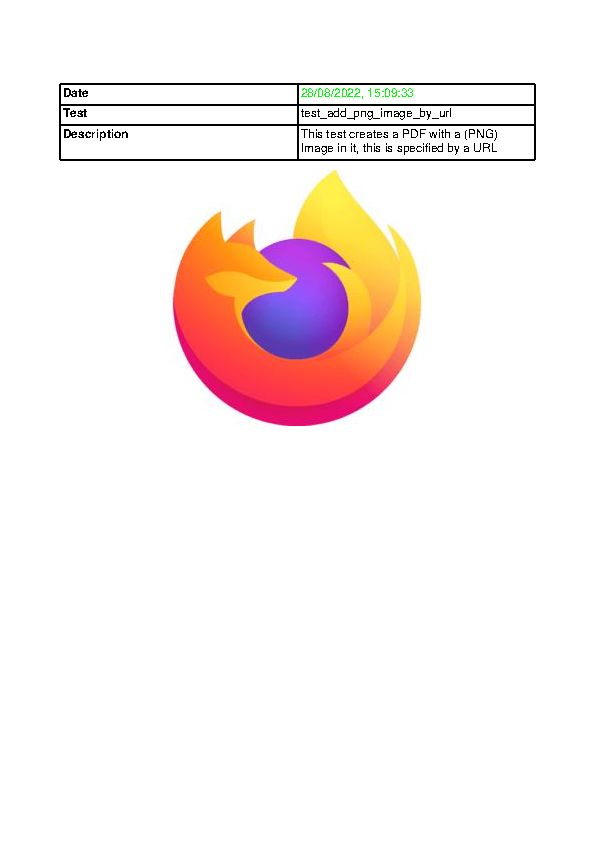 Date 28/08/2022, 15:09:33
Test test_add_png_image_by_url
Description This test creates a PDF with a (PNG)
Image in it, this is specified by a URL